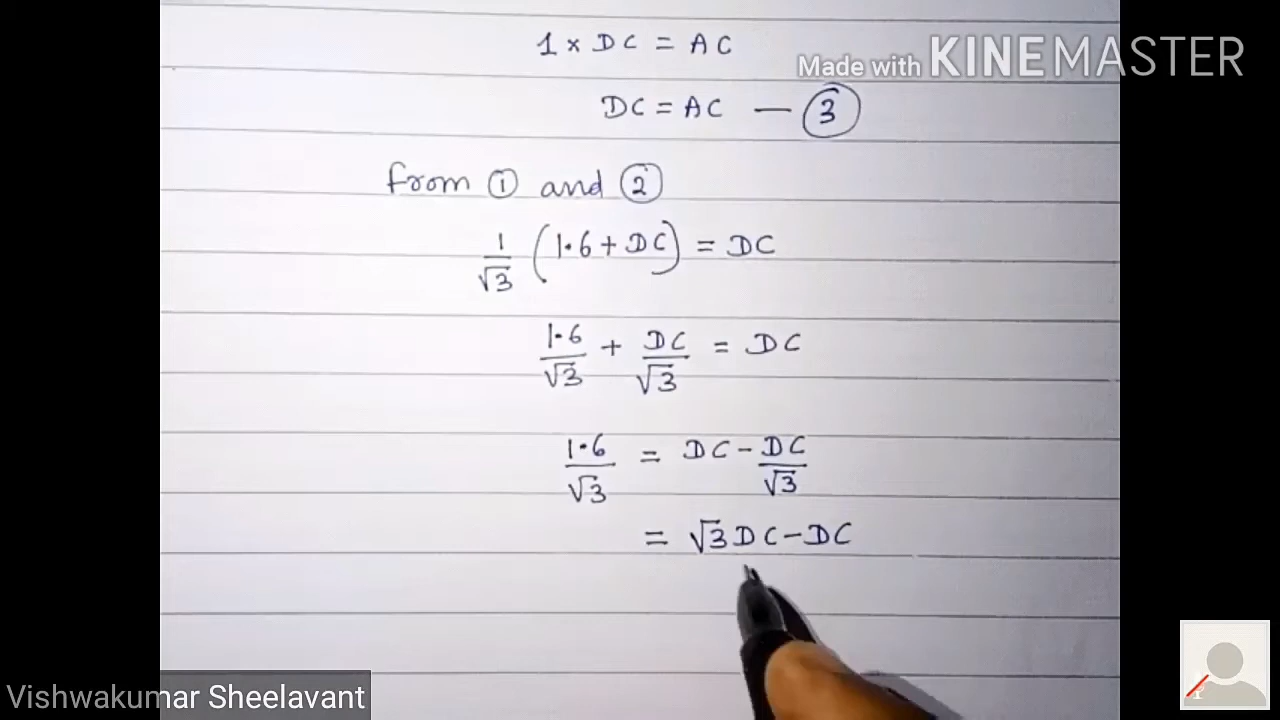 1 × DC = AC
Made with KINEMASTER
DC = AC — ③
from ① and ②
1/√3 (1.6 + DC) = DC
1.6/√3 + DC/√3 = DC
1.6/√3 = DC - DC/√3
= √3 DC - DC
Vishwakumar Sheelavant